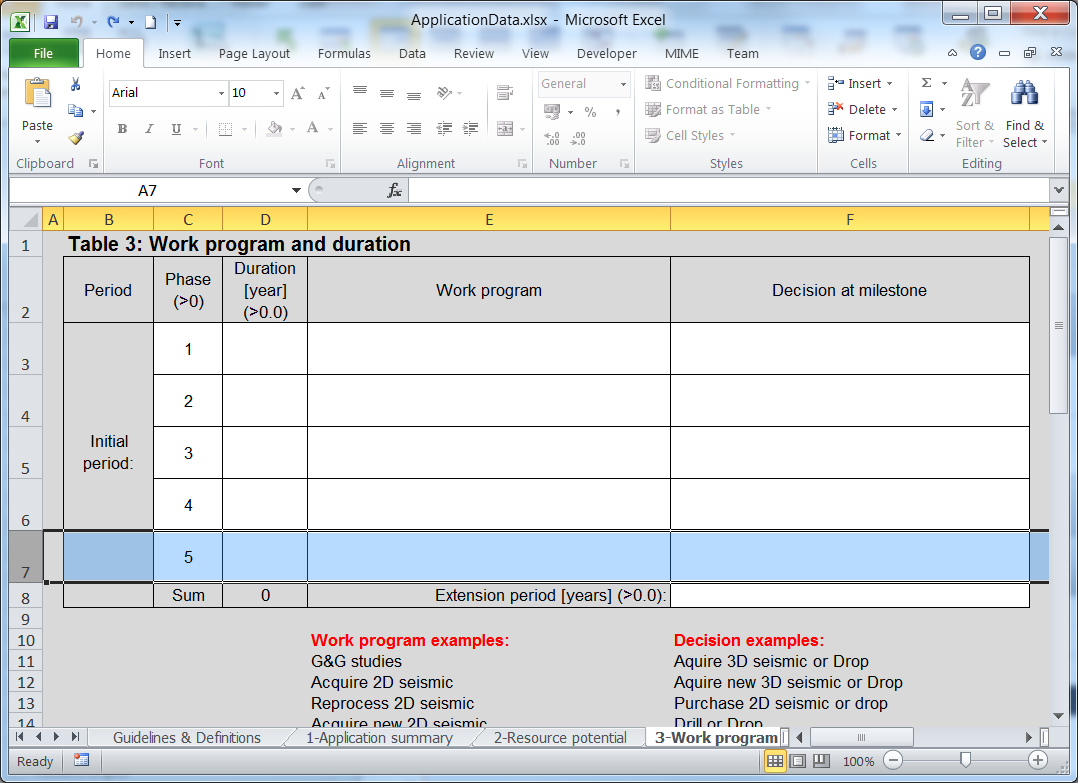 ApplicationData.xlsx - Microsoft Excel
File Home Insert Page Layout Formulas Data Review View Developer MIME Team
Paste
Arial 10
B I U A
General
% ,
Conditional Formatting
Format as Table
Cell Styles
Insert
Delete
Format
Σ
Sort & Filter
Find & Select
Clipboard Font Alignment Number Styles Cells Editing
A7 fx
A B C D E F
1 Table 3: Work program and duration
2 Period Phase (>0) Duration [year] (>0.0) Work program Decision at milestone
3 1
4 2
5 Initial period: 3
6 4
7 5
8 Sum 0 Extension period [years] (>0.0):
9
10 Work program examples: Decision examples:
11 G&G studies Aquire 3D seismic or Drop
12 Acquire 2D seismic Aquire new 3D seismic or Drop
13 Reprocess 2D seismic Purchase 2D seismic or drop
14 Acquire new 2D seismic Drill or Drop
Guidelines & Definitions 1-Application summary 2-Resource potential 3-Work program
Ready 100%